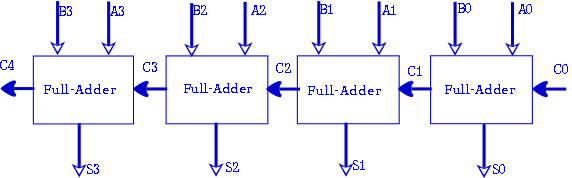 B3 A3 B2 A2 B1 A1 B0 A0
C4 C3 C2 C1 C0
Full-Adder Full-Adder Full-Adder Full-Adder
S3 S2 S1 S0